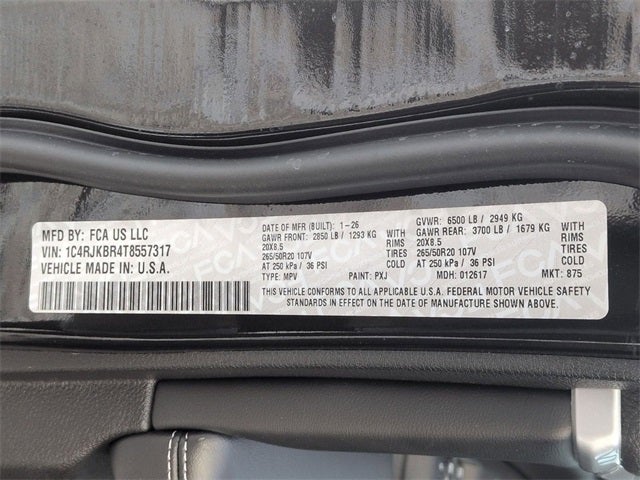 MFD BY: FCA US LLC
VIN: 1C4RJKBR4T8557317
VEHICLE MADE IN U.S.A.
DATE OF MFR (BUILT): 1-26
GAWR FRONT: 2850 LB / 1293 KG WITH
20X8.5 RIMS
265/50R20 107V TIRES
AT 250 kPa / 36 PSI COLD
TYPE: MPV PAINT: PXJ
GVWR: 6500 LB / 2949 KG
GAWR REAR: 3700 LB / 1679 KG WITH
20X8.5 RIMS
265/50R20 107V TIRES
AT 250 kPa / 36 PSI COLD
MDH: 012617 MKT: 875
THIS VEHICLE CONFORMS TO ALL APPLICABLE U.S.A. FEDERAL MOTOR VEHICLE SAFETY
STANDARDS IN EFFECT ON THE DATE OF MANUFACTURE SHOWN ABOVE.